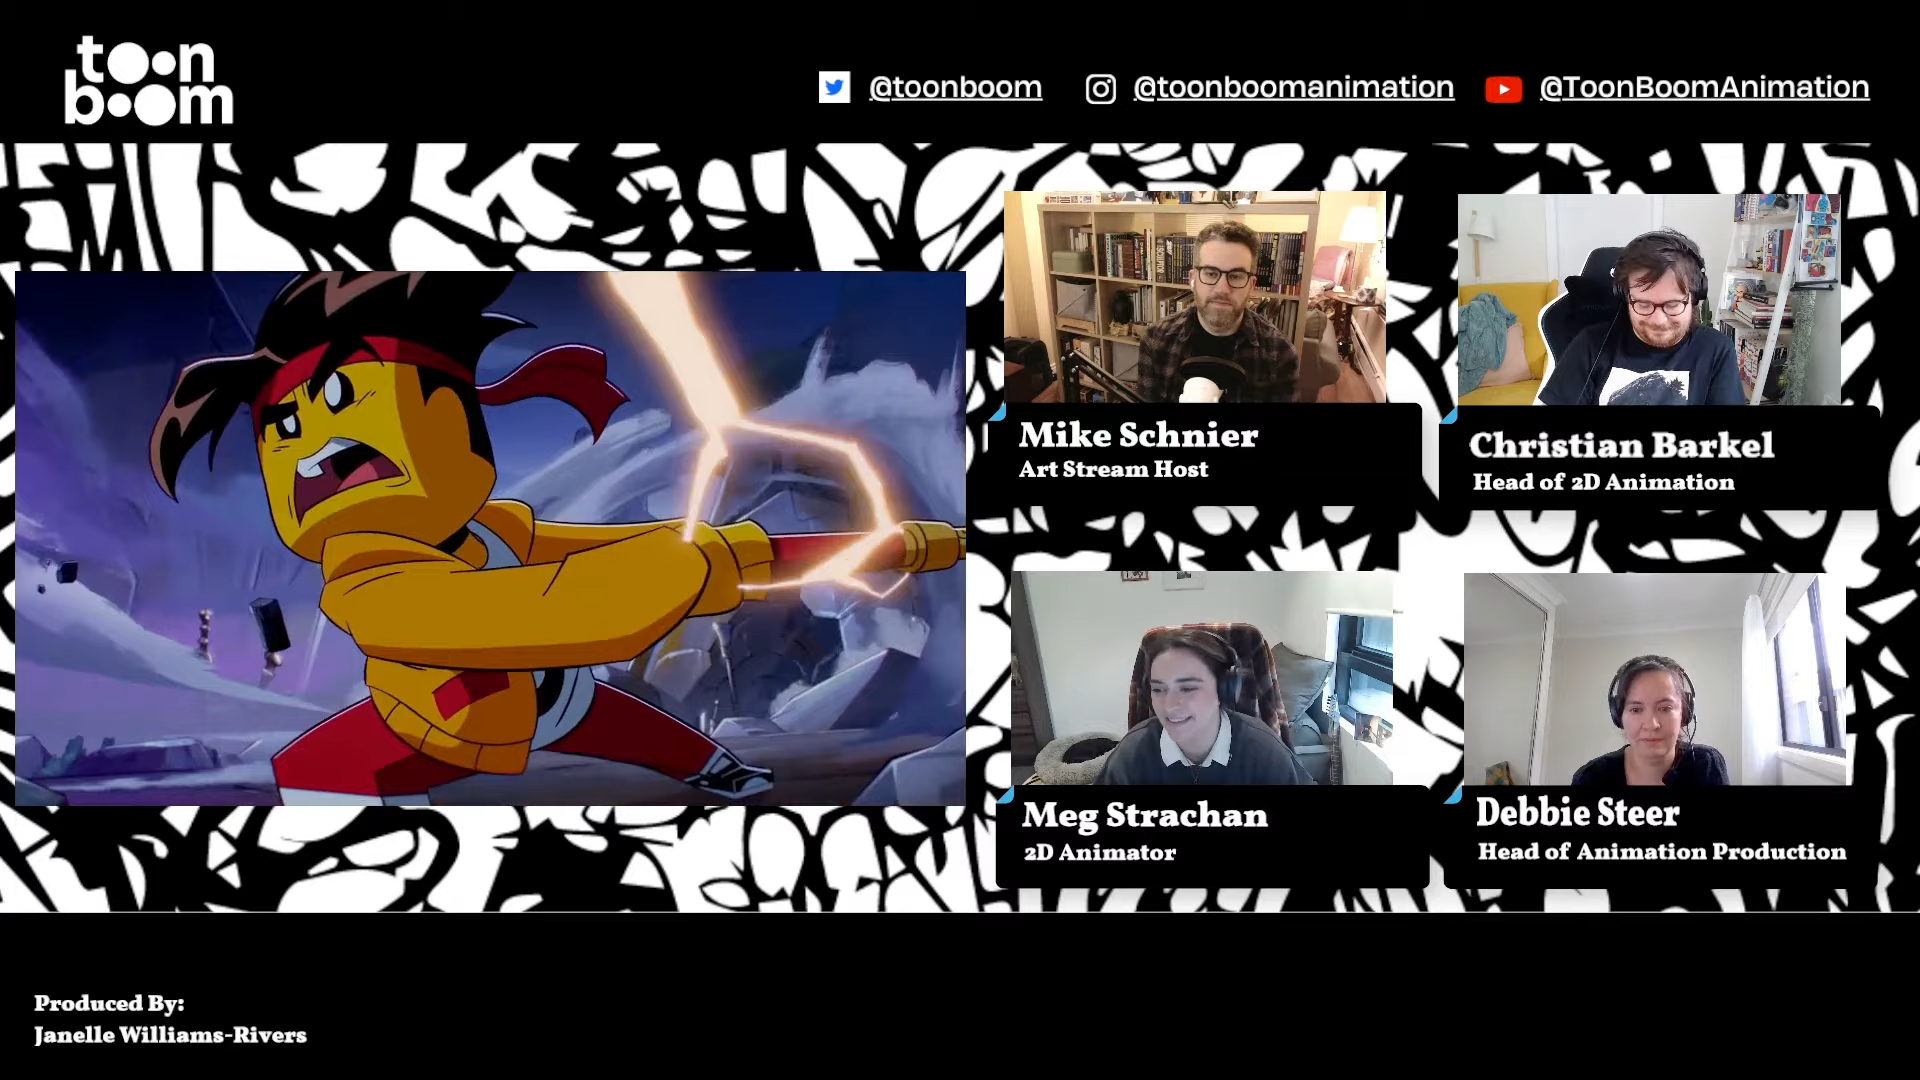 toon
boom
@toonboom
@toonboomanimation
@ToonBoomAnimation
Mike Schnier
Art Stream Host
Christian Barkel
Head of 2D Animation
Meg Strachan
2D Animator
Debbie Steer
Head of Animation Production
Produced By:
Janelle Williams-Rivers